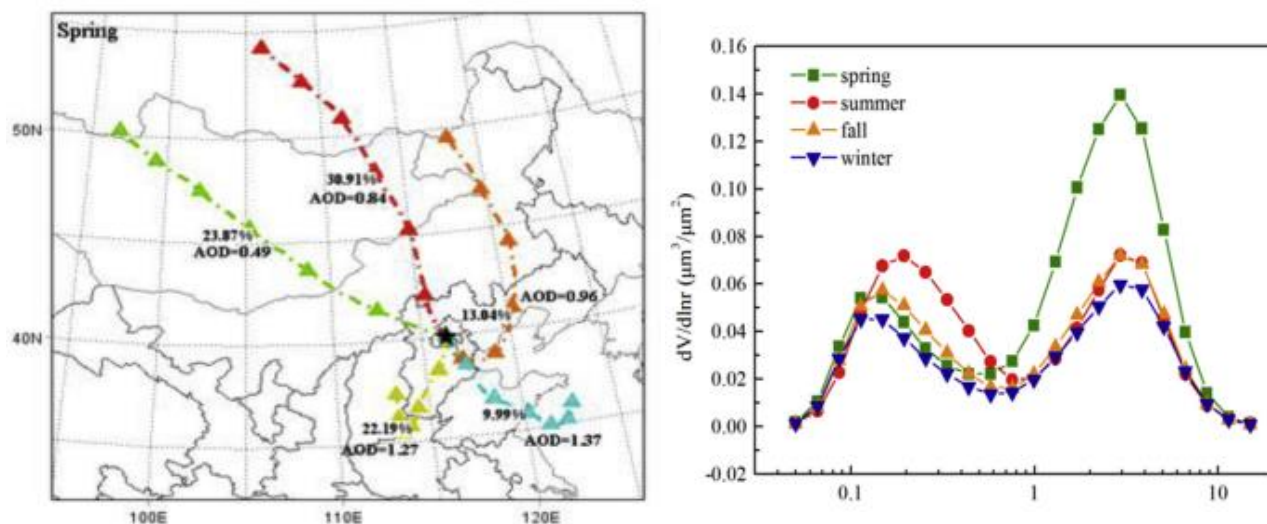 Spring
50N
30.91%
AOD=0.84
23.87%
AOD=0.49
AOD=0.96
13.04%
40N
9.99%
22.19%
AOD=1.37
AOD=1.27
100E
110E
120E
0.16
0.14
0.12
0.10
0.08
0.06
0.04
0.02
0.00
-0.02
dV/dlnr (μm³/μm²)
spring
summer
fall
winter
0.1
1
10